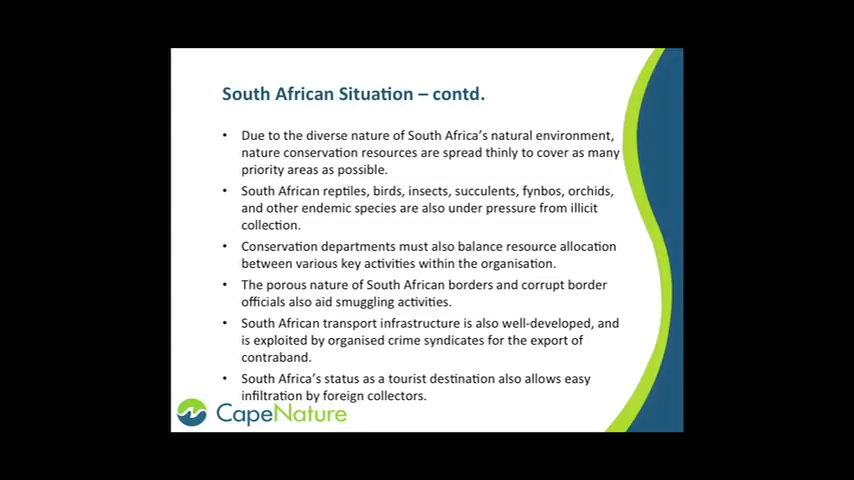 South African Situation – contd.
• Due to the diverse nature of South Africa's natural environment,
nature conservation resources are spread thinly to cover as many
priority areas as possible.
• South African reptiles, birds, insects, succulents, fynbos, orchids,
and other endemic species are also under pressure from illicit
collection.
• Conservation departments must also balance resource allocation
between various key activities within the organisation.
• The porous nature of South African borders and corrupt border
officials also aid smuggling activities.
• South African transport infrastructure is also well-developed, and
is exploited by organised crime syndicates for the export of
contraband.
• South Africa's status as a tourist destination also allows easy
infiltration by foreign collectors.
CapeNature